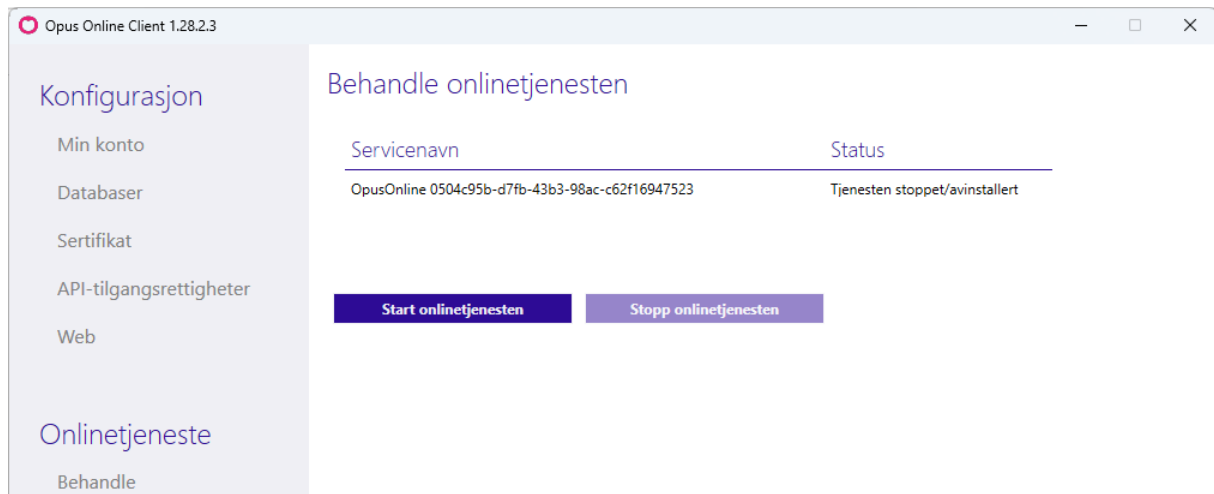 Opus Online Client 1.28.2.3
Konfigurasjon
Min konto
Databaser
Sertifikat
API-tilgangsrettigheter
Web
Onlinetjeneste
Behandle
Behandle onlinetjenesten
Servicenavn Status
OpusOnline 0504c95b-d7fb-43b3-98ac-c62f16947523 Tjenesten stoppet/avinstallert
Start onlinetjenesten Stopp onlinetjenesten